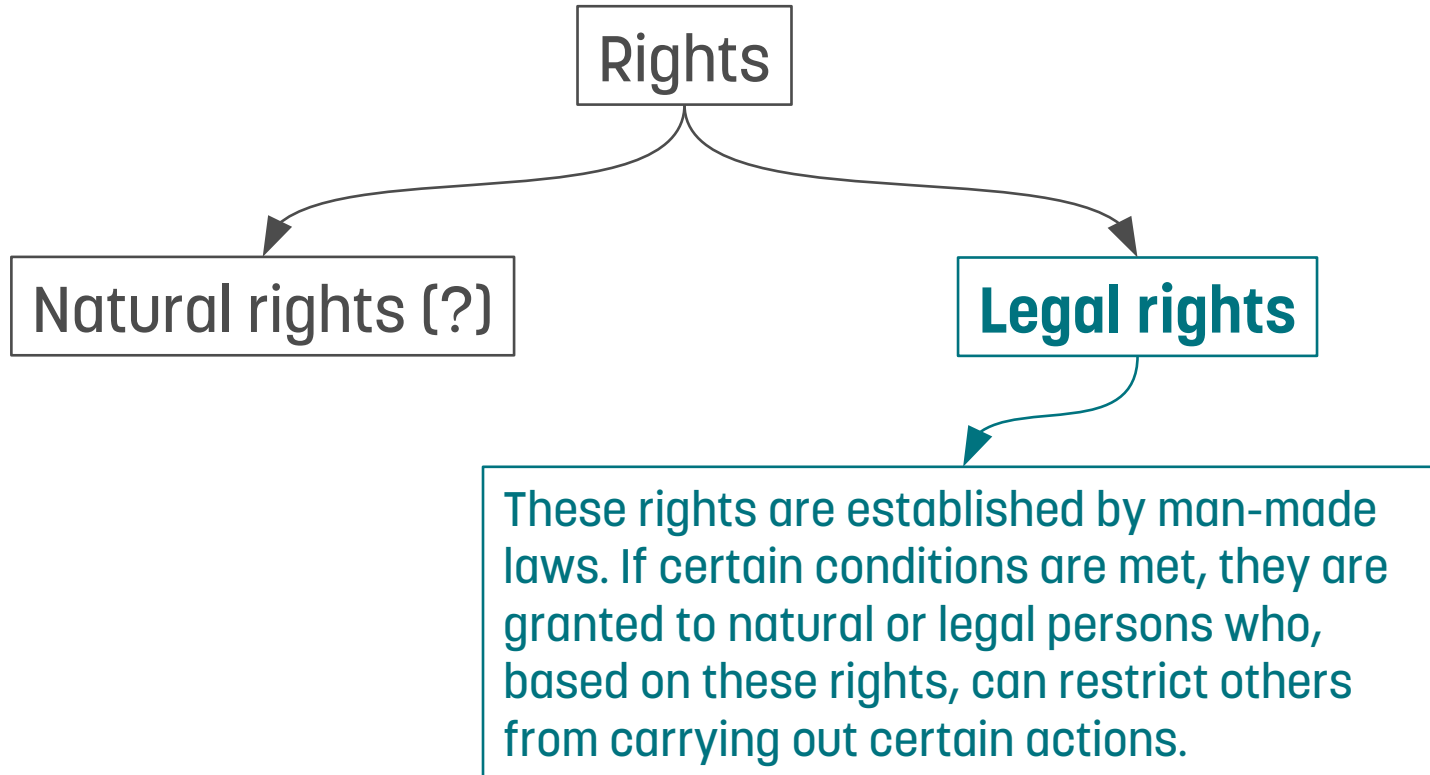 Rights
Natural rights (?)
Legal rights
These rights are established by man-made
laws. If certain conditions are met, they are
granted to natural or legal persons who,
based on these rights, can restrict others
from carrying out certain actions.